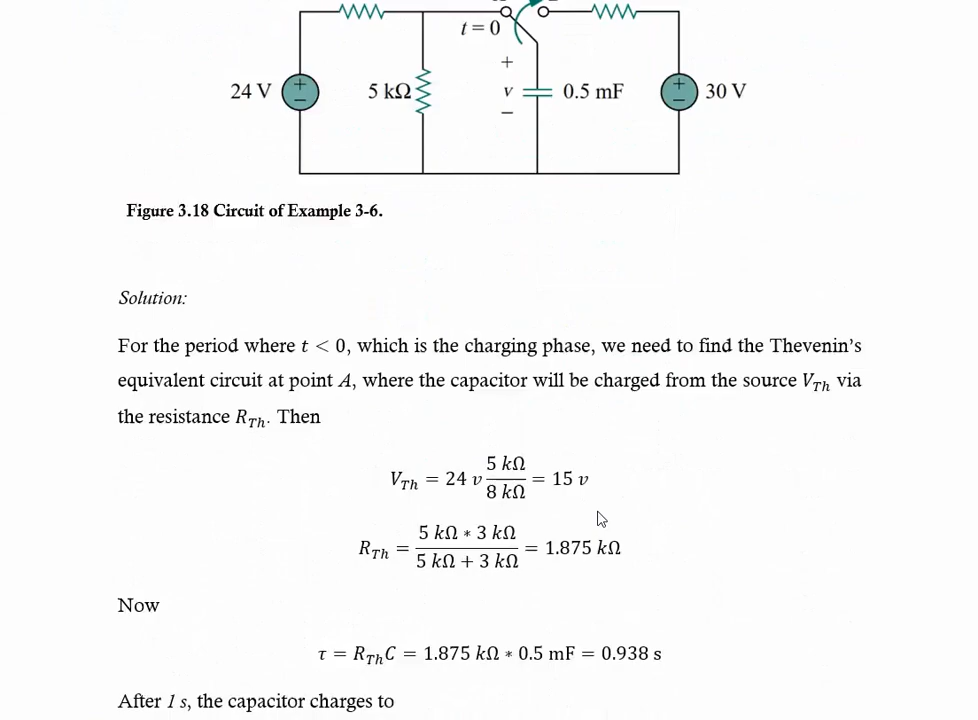 t = 0
+
24 V
+
−
5 kΩ
v
0.5 mF
+
−
30 V
−
Figure 3.18 Circuit of Example 3-6.
Solution:
For the period where t < 0, which is the charging phase, we need to find the Thevenin's
equivalent circuit at point A, where the capacitor will be charged from the source V_Th via
the resistance R_Th. Then
V_Th = 24 v 5 kΩ / 8 kΩ = 15 v
R_Th = 5 kΩ * 3 kΩ / 5 kΩ + 3 kΩ = 1.875 kΩ
Now
τ = R_Th C = 1.875 kΩ * 0.5 mF = 0.938 s
After 1 s, the capacitor charges to